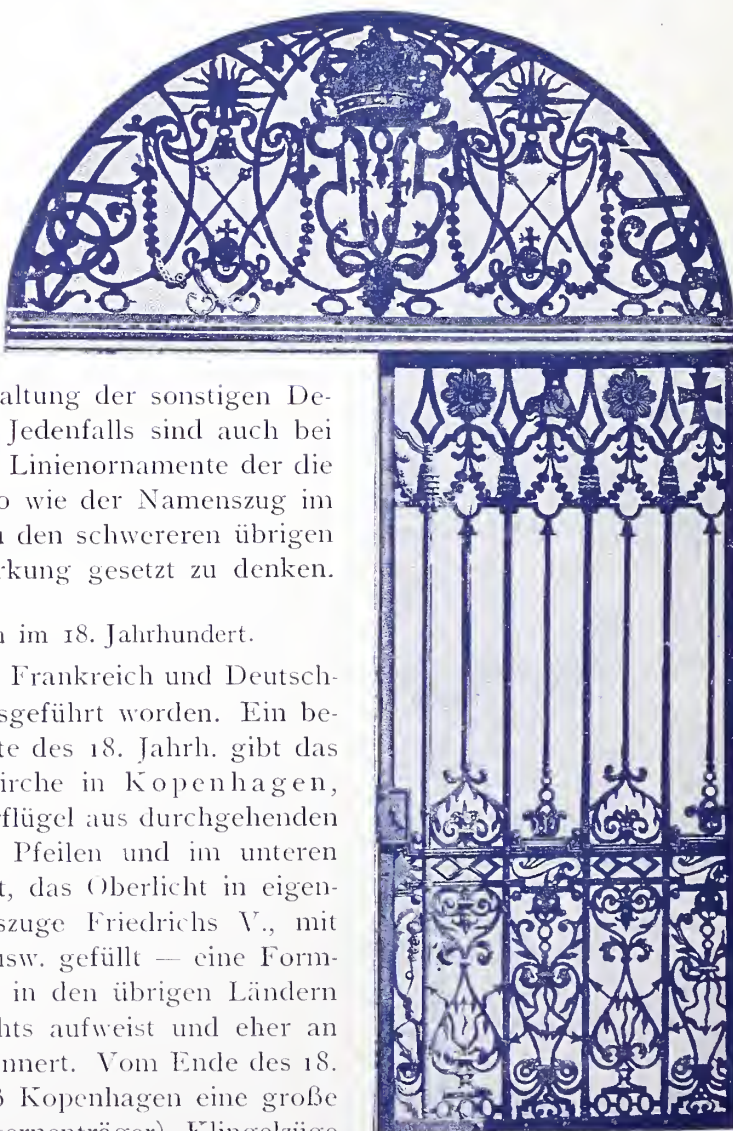 altung der sonstigen De-
Jedenfalls sind auch bei
Linienornamente der die
o wie der Namenszug im
den schwereren übrigen
rkung gesetzt zu denken.
im 18. Jahrhundert.
Frankreich und Deutsch-
sgeführt worden. Ein be-
te des 18. Jahrh. gibt das
irche in Kopenhagen,
rflügel aus durchgehenden
Pfeilen und im unteren
t, das Oberlicht in eigen-
szuge Friedrichs V., mit
usw. gefüllt — eine Form-
in den übrigen Ländern
hts aufweist und eher an
nnert. Vom Ende des 18.
Kopenhagen eine große
Klingelzüge